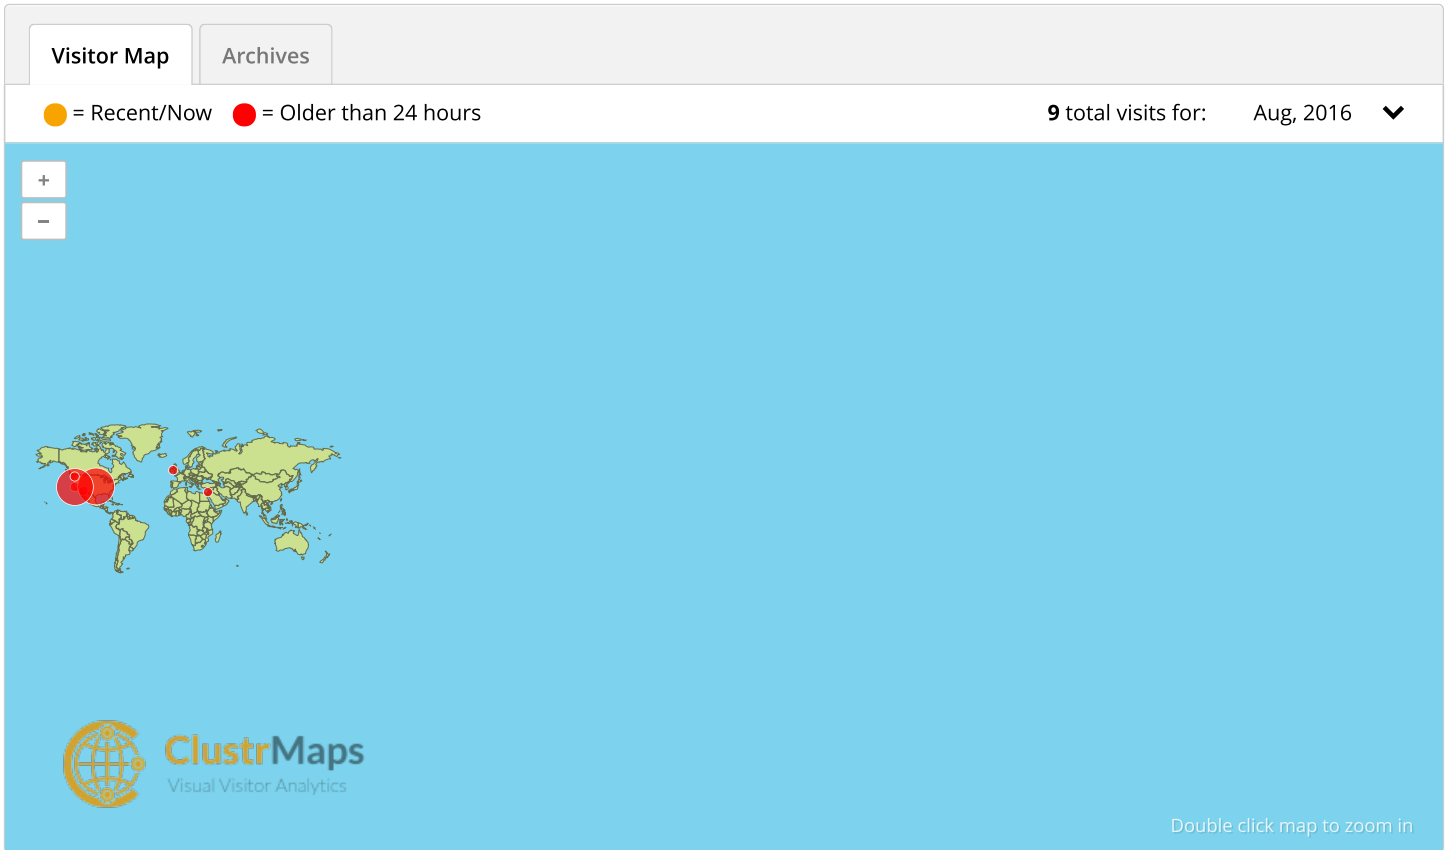 Visitor Map
Archives
= Recent/Now
= Older than 24 hours
9 total visits for:
Aug, 2016
+
−
ClustrMaps
Visual Visitor Analytics
Double click map to zoom in